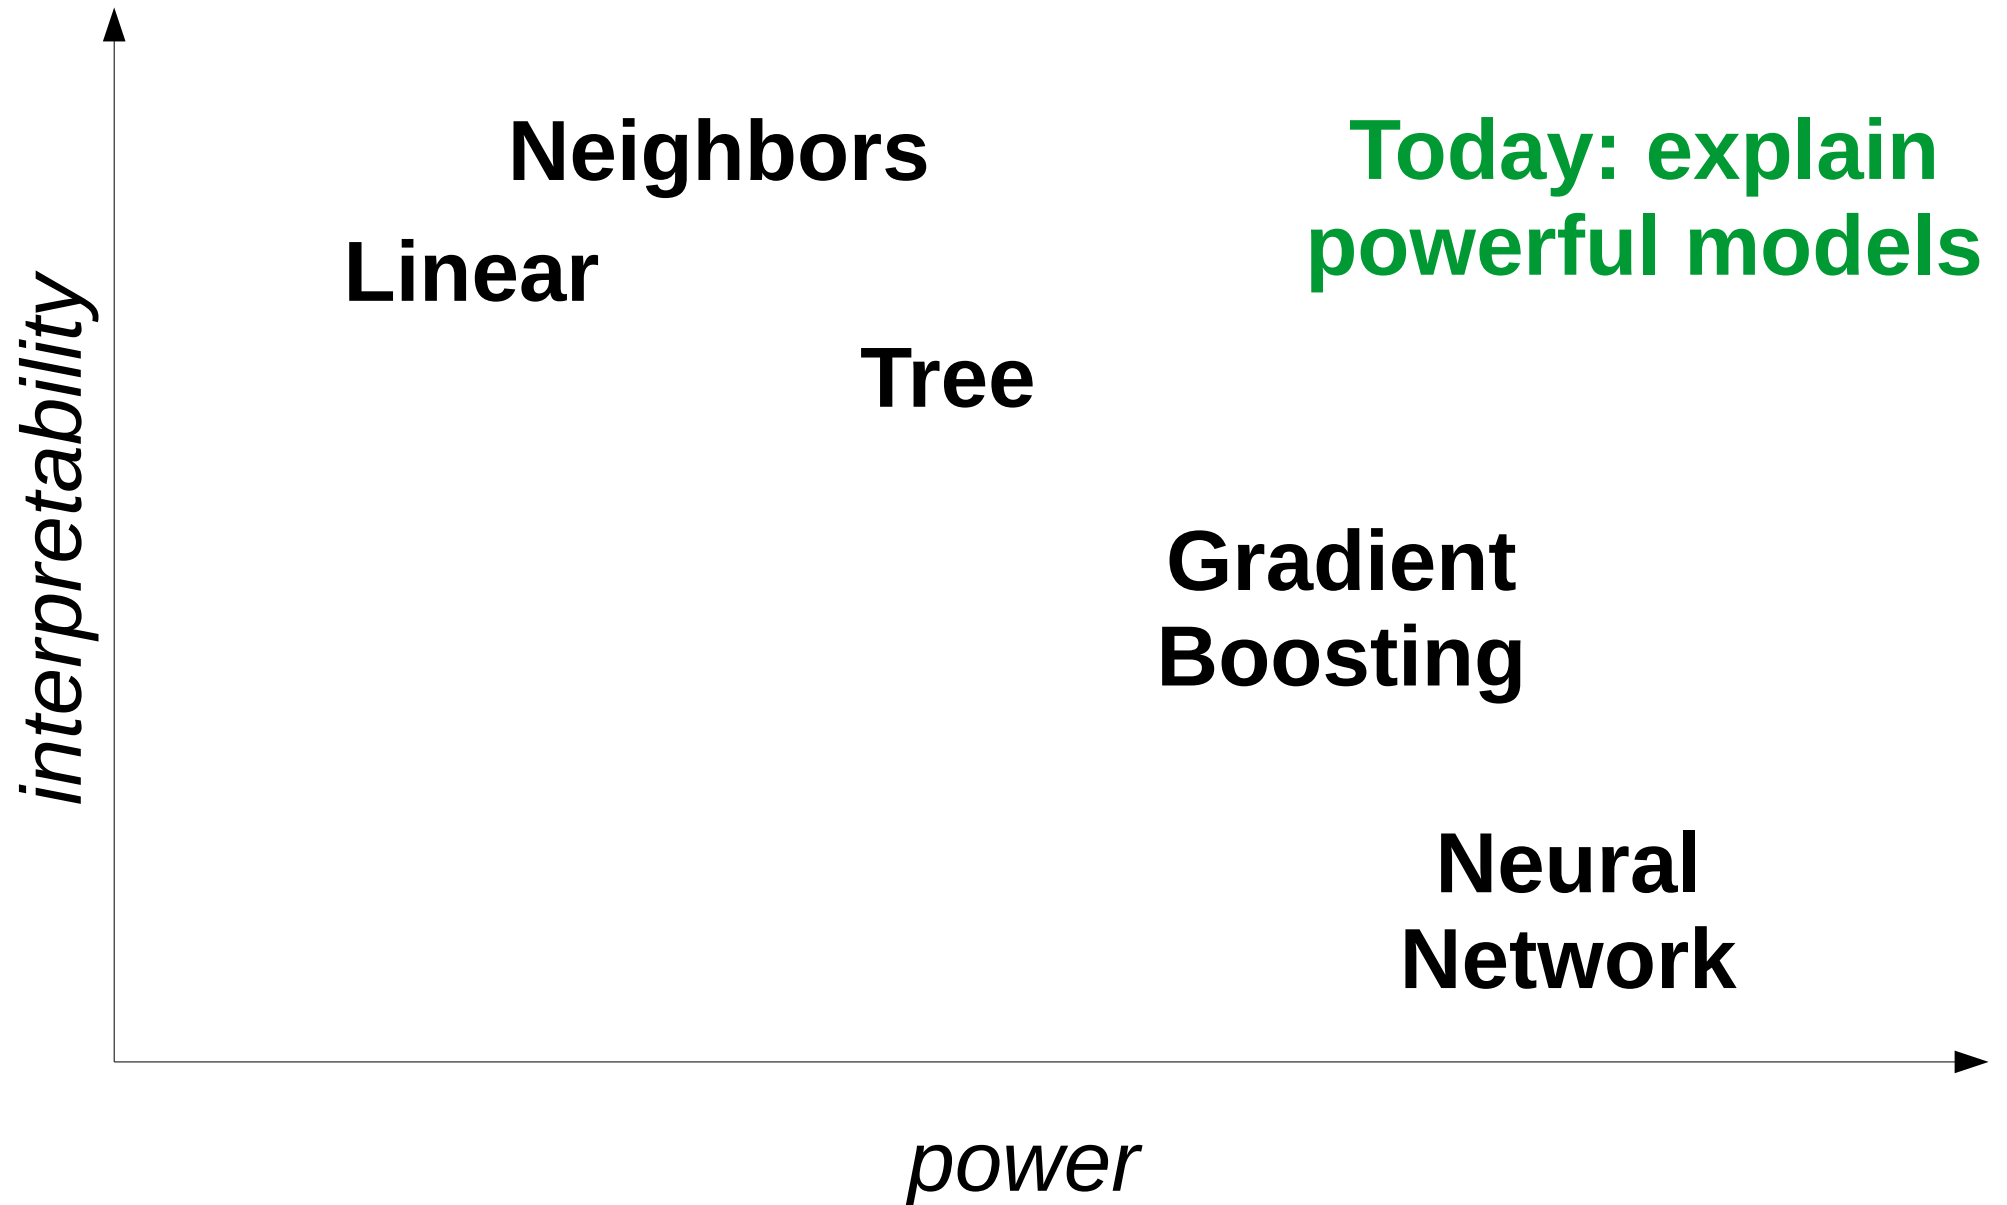 Neighbors
Today: explain
powerful models
Linear
Tree
interpretability
Gradient
Boosting
Neural
Network
power